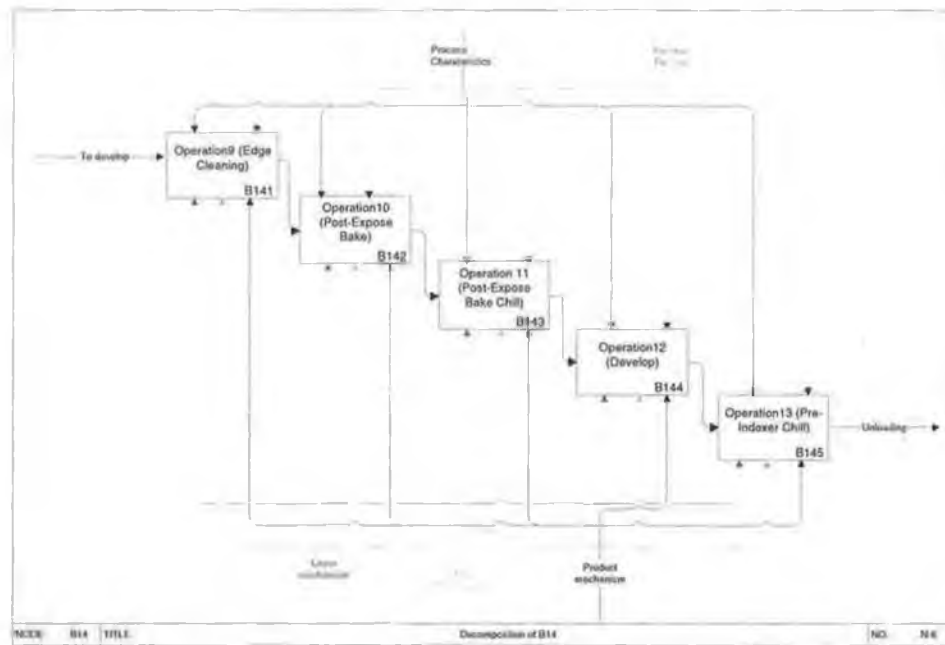 Process
Characteristics
To develop
Operation9 (Edge
Cleaning)
B141
Operation10
(Post-Expose
Bake)
B142
Operation 11
(Post-Expose
Bake Chill)
B143
Operation12
(Develop)
B144
Operation13 (Pre-
Indexer Chill)
B145
Unloading
mechanism
Product
mechanism
NODE: B14 TITLE: Decomposition of B14 NO. N-6